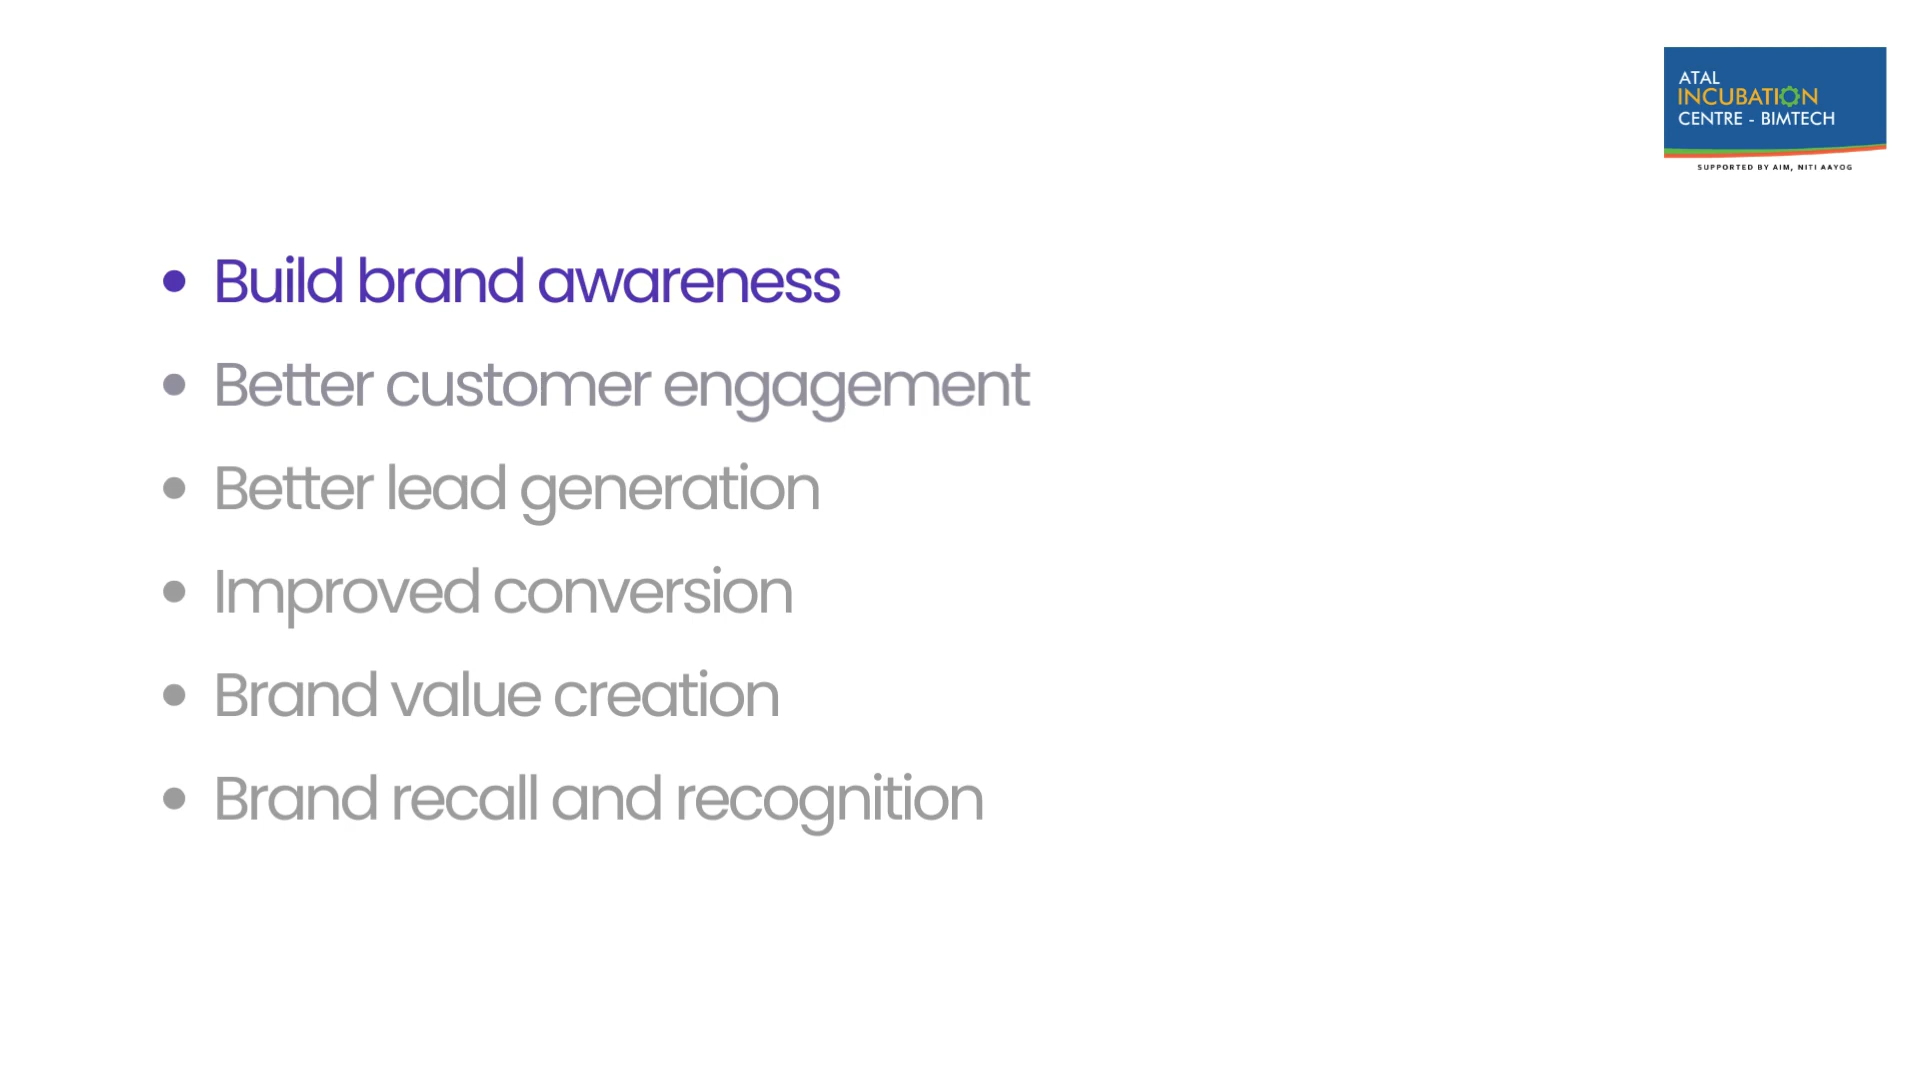 ATAL
INCUBATION
CENTRE - BIMTECH
SUPPORTED BY AIM, NITI AAYOG
• Build brand awareness
• Better customer engagement
• Better lead generation
• Improved conversion
• Brand value creation
• Brand recall and recognition